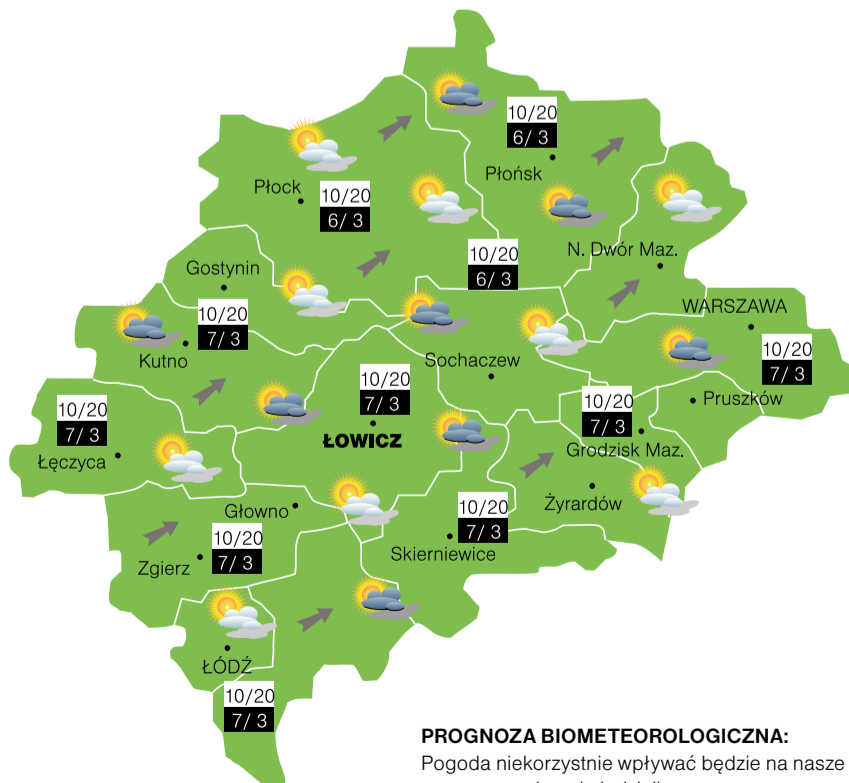 10/20
6/ 3
Płońsk
Płock
10/20
6/ 3
10/20
6/ 3
N. Dwór Maz.
Gostynin
10/20
7/ 3
Kutno
WARSZAWA
10/20
7/ 3
Sochaczew
10/20
7/ 3
ŁOWICZ
Pruszków
10/20
7/ 3
Grodzisk Maz.
10/20
7/ 3
Łęczyca
Żyrardów
Głowno
10/20
7/ 3
Skierniewice
10/20
7/ 3
Zgierz
ŁÓDŹ
10/20
7/ 3
PROGNOZA BIOMETEOROLOGICZNA:
Pogoda niekorzystnie wpływać będzie na nasze